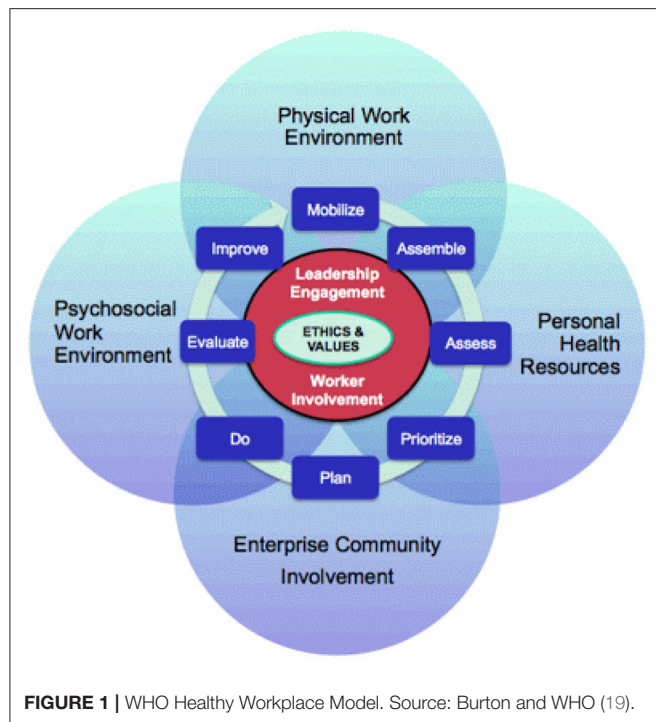 Physical Work
Environment
Mobilize
Improve
Assemble
Leadership
Engagement
Psychosocial
Work
Environment
Evaluate
ETHICS &
VALUES
Assess
Personal
Health
Resources
Worker
Involvement
Do
Prioritize
Plan
Enterprise Community
Involvement
FIGURE 1 | WHO Healthy Workplace Model. Source: Burton and WHO (19).